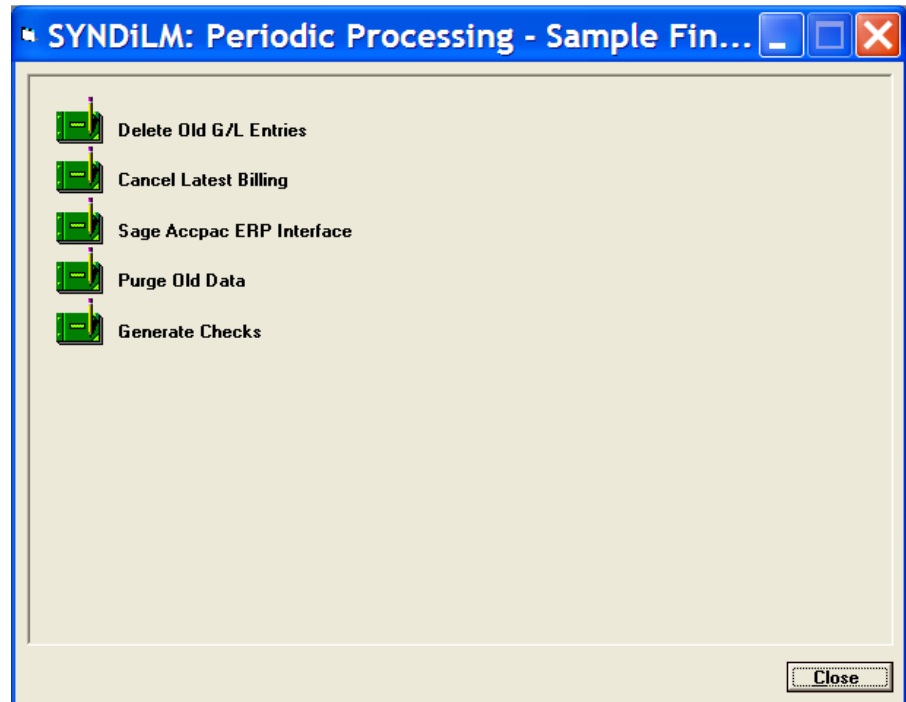 SYNDiLM: Periodic Processing - Sample Fin...
Delete Old G/L Entries
Cancel Latest Billing
Sage Accpac ERP Interface
Purge Old Data
Generate Checks
Close